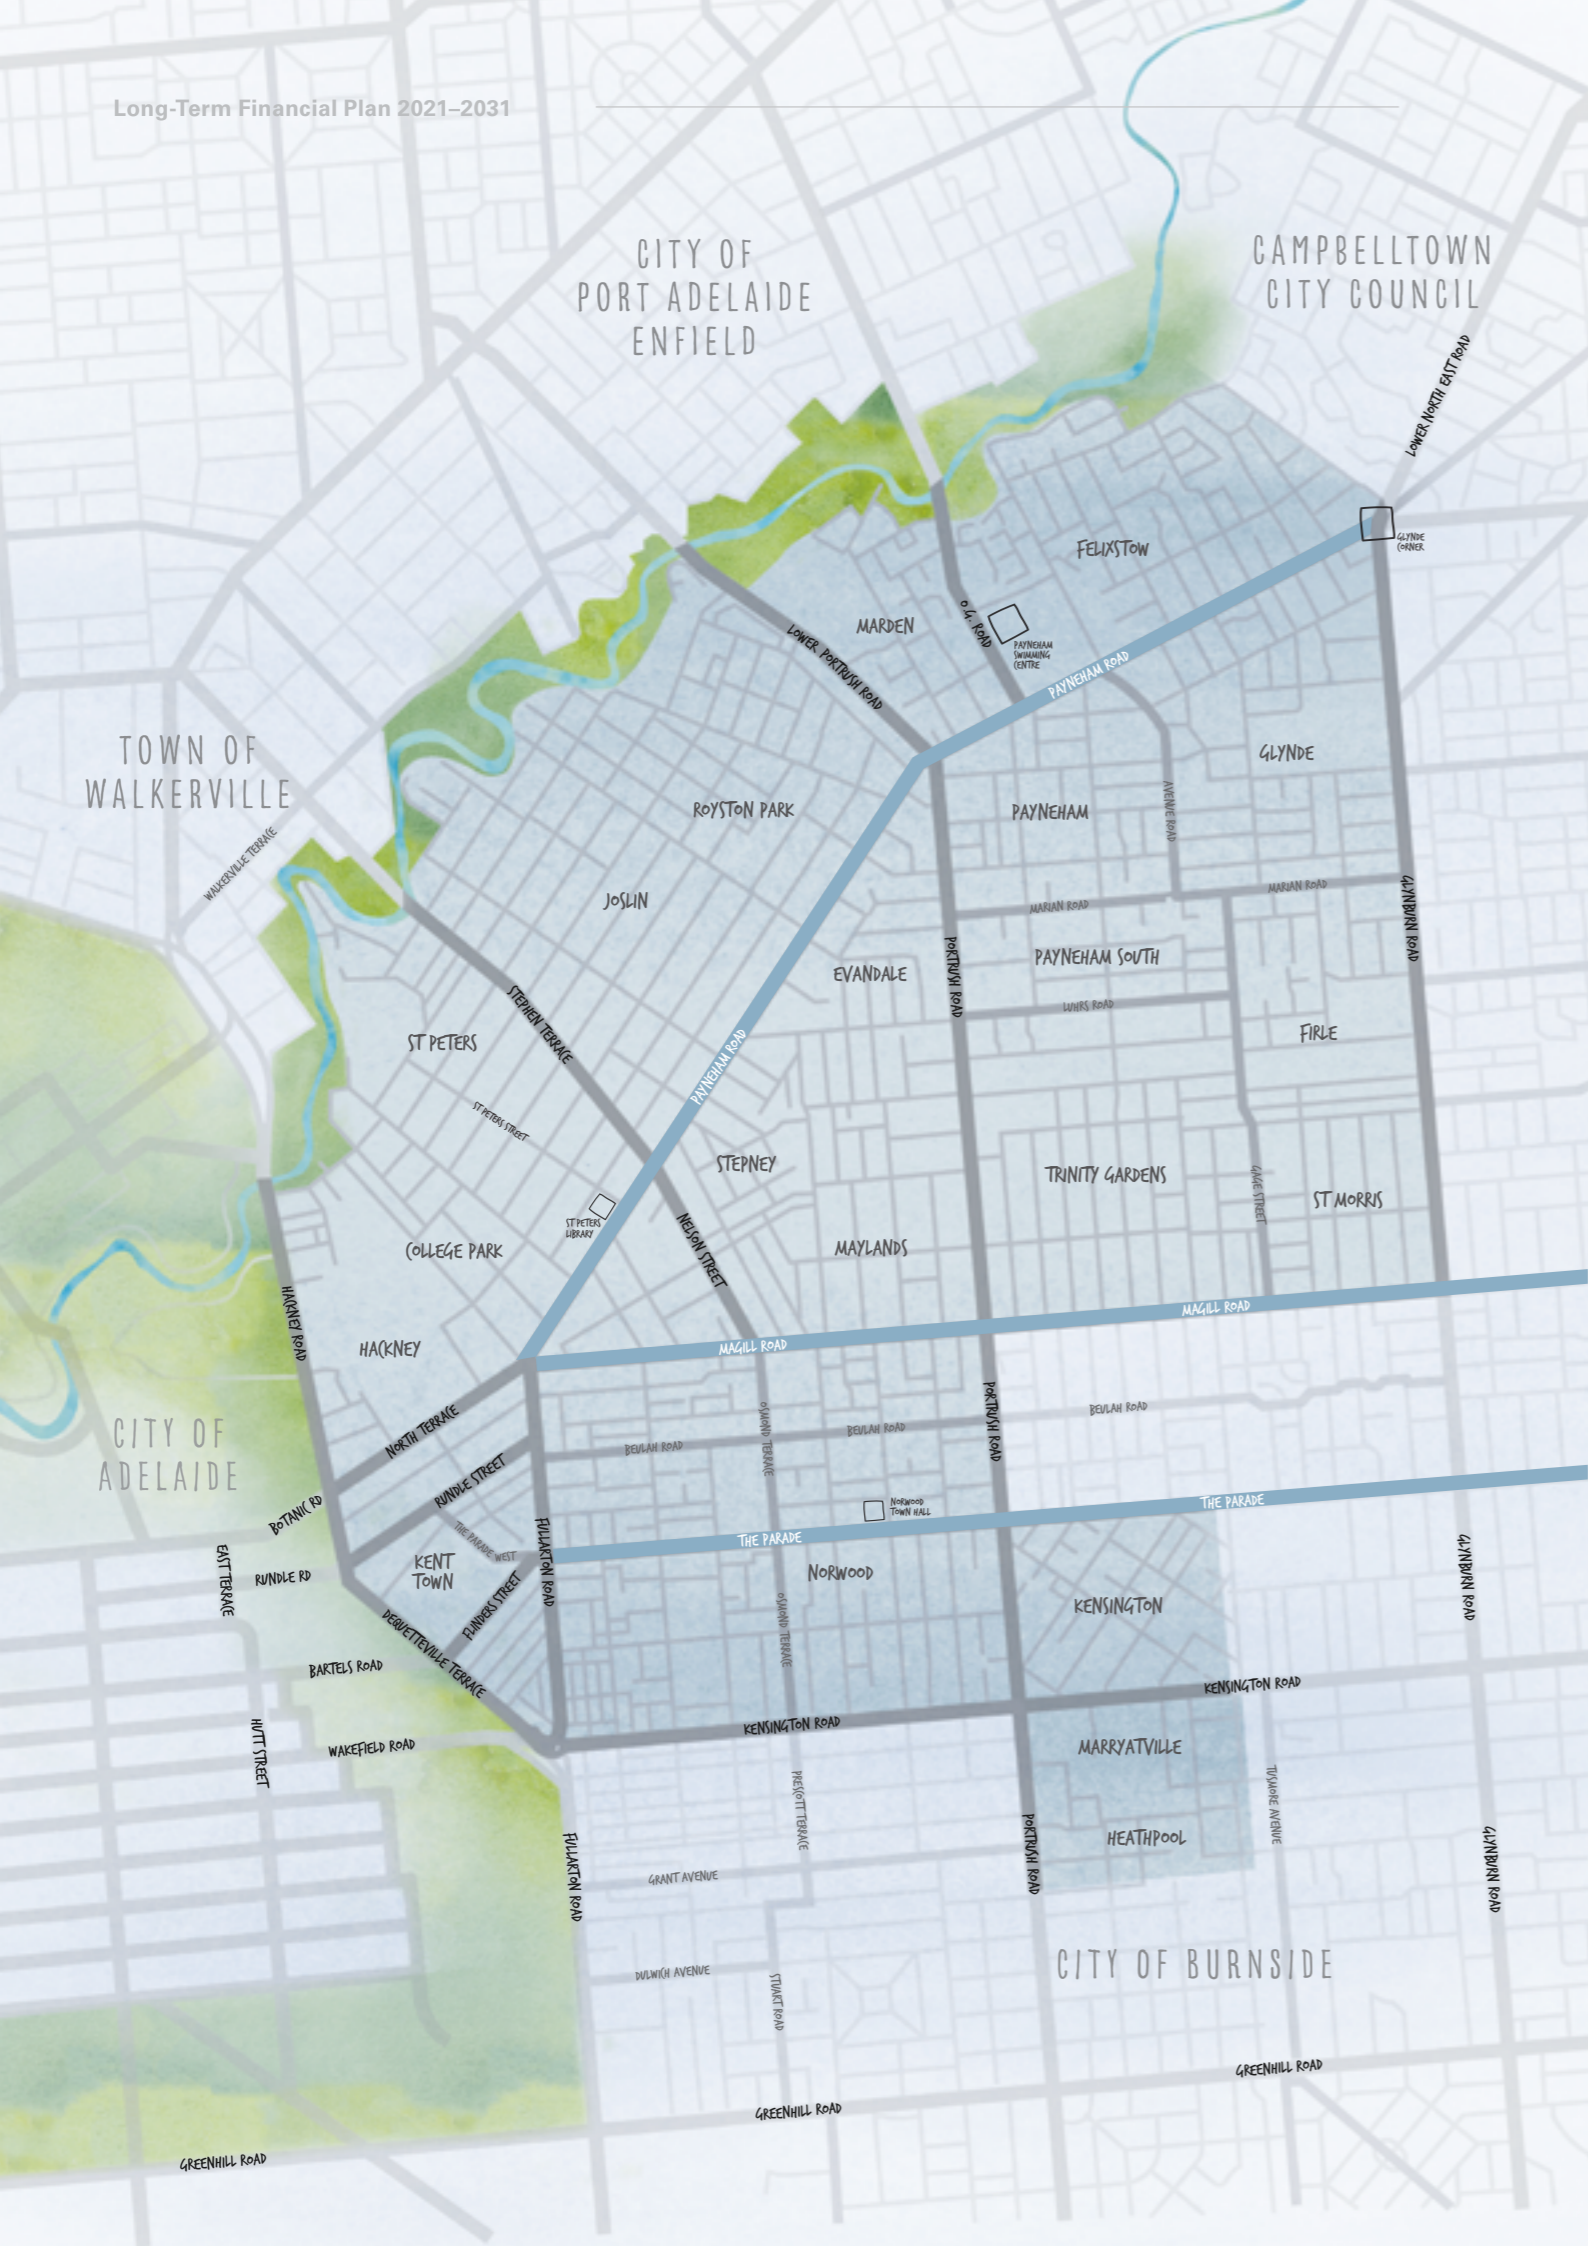 Long-Term Financial Plan 2021–2031
CITY OF
PORT ADELAIDE
ENFIELD
CAMPBELLTOWN
CITY COUNCIL
LOWER NORTH EAST ROAD
GLYNDE
CORNER
FELIXSTOW
MARDEN
O.G. ROAD
PAYNEHAM
SWIMMING
CENTRE
LOWER PORTRUSH ROAD
PAYNEHAM ROAD
TOWN OF
WALKERVILLE
GLYNDE
ROYSTON PARK
PAYNEHAM
AVENUE ROAD
WALKERVILLE TERRACE
JOSLIN
MARIAN ROAD
MARIAN ROAD
GLYNBURN ROAD
EVANDALE
PORTRUSH ROAD
PAYNEHAM SOUTH
LUHRS ROAD
STEPHEN TERRACE
ST PETERS
FIRLE
PAYNEHAM ROAD
ST PETERS STREET
STEPNEY
TRINITY GARDENS
GAGE STREET
ST MORRIS
ST PETERS
LIBRARY
NELSON STREET
COLLEGE PARK
MAYLANDS
HACKNEY ROAD
MAGILL ROAD
HACKNEY
MAGILL ROAD
CITY OF
ADELAIDE
NORTH TERRACE
OSMOND TERRACE
BEULAH ROAD
BEULAH ROAD
PORTRUSH ROAD
BEULAH ROAD
RUNDLE STREET
BOTANIC RD
NORWOOD
TOWN HALL
THE PARADE
THE PARADE WEST
FULLARTON ROAD
THE PARADE
EAST TERRACE
RUNDLE RD
KENT
TOWN
NORWOOD
GLYNBURN ROAD
FLINDERS STREET
KENSINGTON
OSMOND TERRACE
DEQUETTEVILLE TERRACE
BARTELS ROAD
KENSINGTON ROAD
KENSINGTON ROAD
HUTT STREET
WAKEFIELD ROAD
MARRYATVILLE
PRESCOTT TERRACE
TUSMORE AVENUE
HEATHPOOL
FULLARTON ROAD
PORTRUSH ROAD
GLYNBURN ROAD
GRANT AVENUE
CITY OF BURNSIDE
DULWICH AVENUE
STUART ROAD
GREENHILL ROAD
GREENHILL ROAD
GREENHILL ROAD